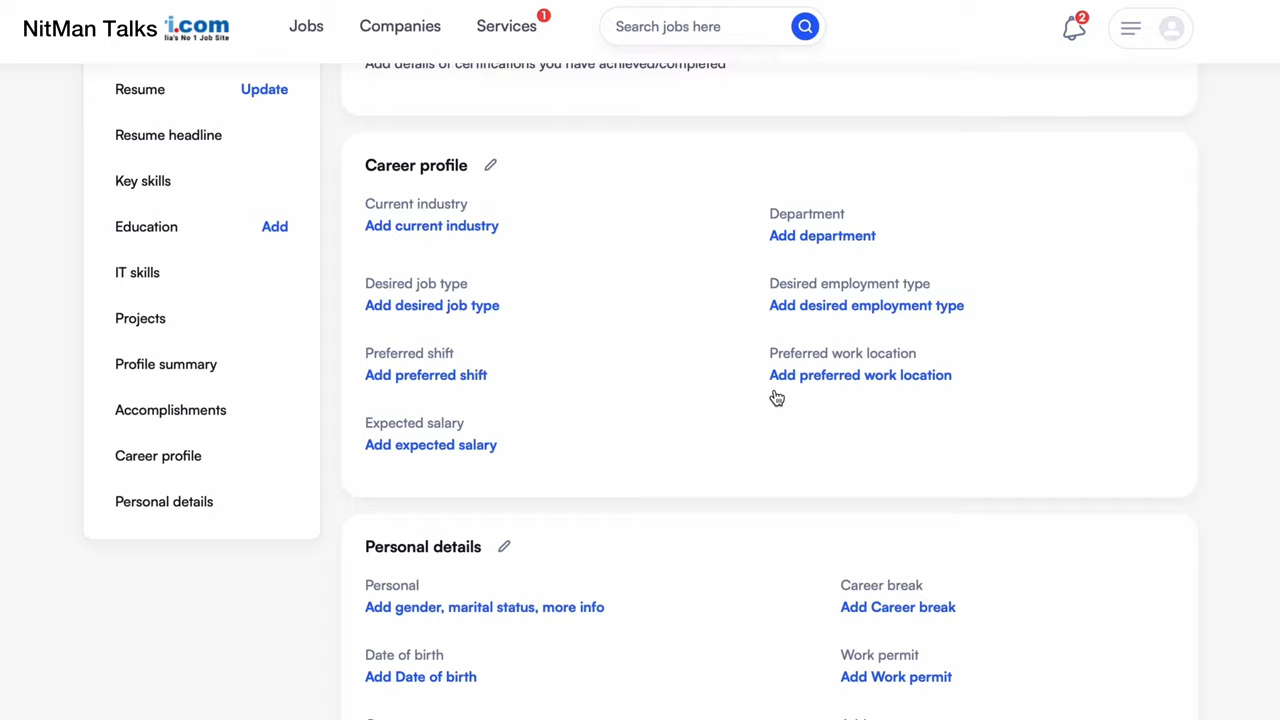 NitMan Talks
i.com
ia's No 1 Job Site
Jobs
Companies
Services
1
Search jobs here
2
Add details of certifications you have achieved/completed
Resume Update
Resume headline
Key skills
Education Add
IT skills
Projects
Profile summary
Accomplishments
Career profile
Personal details
Career profile
Current industry
Add current industry
Department
Add department
Desired job type
Add desired job type
Desired employment type
Add desired employment type
Preferred shift
Add preferred shift
Preferred work location
Add preferred work location
Expected salary
Add expected salary
Personal details
Personal
Add gender, marital status, more info
Career break
Add Career break
Date of birth
Add Date of birth
Work permit
Add Work permit